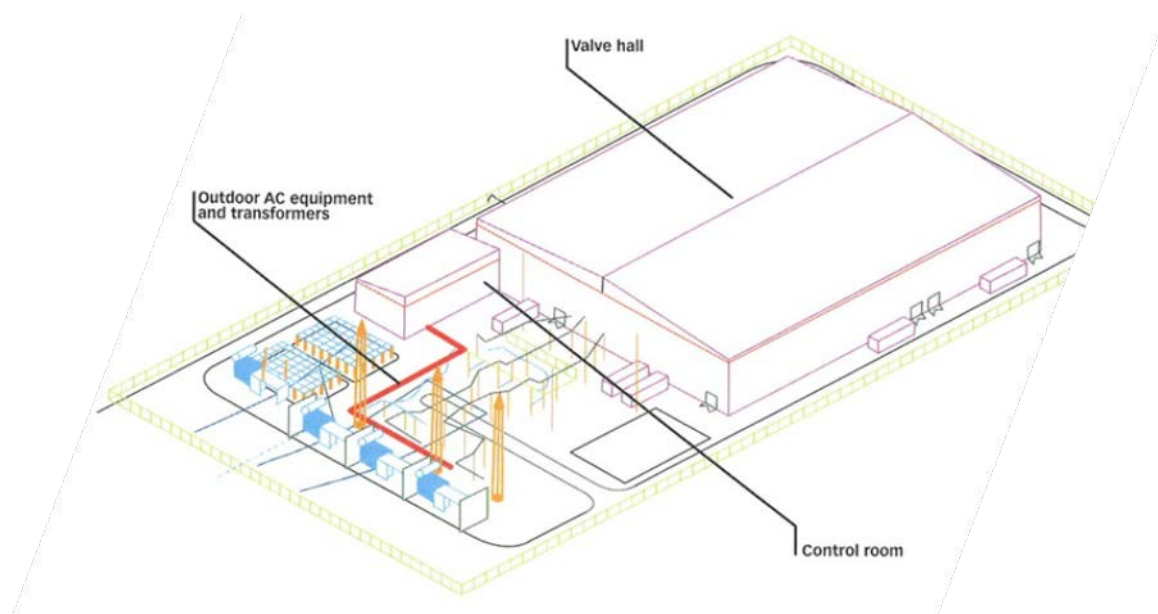 Valve hall
Outdoor AC equipment
and transformers
Control room